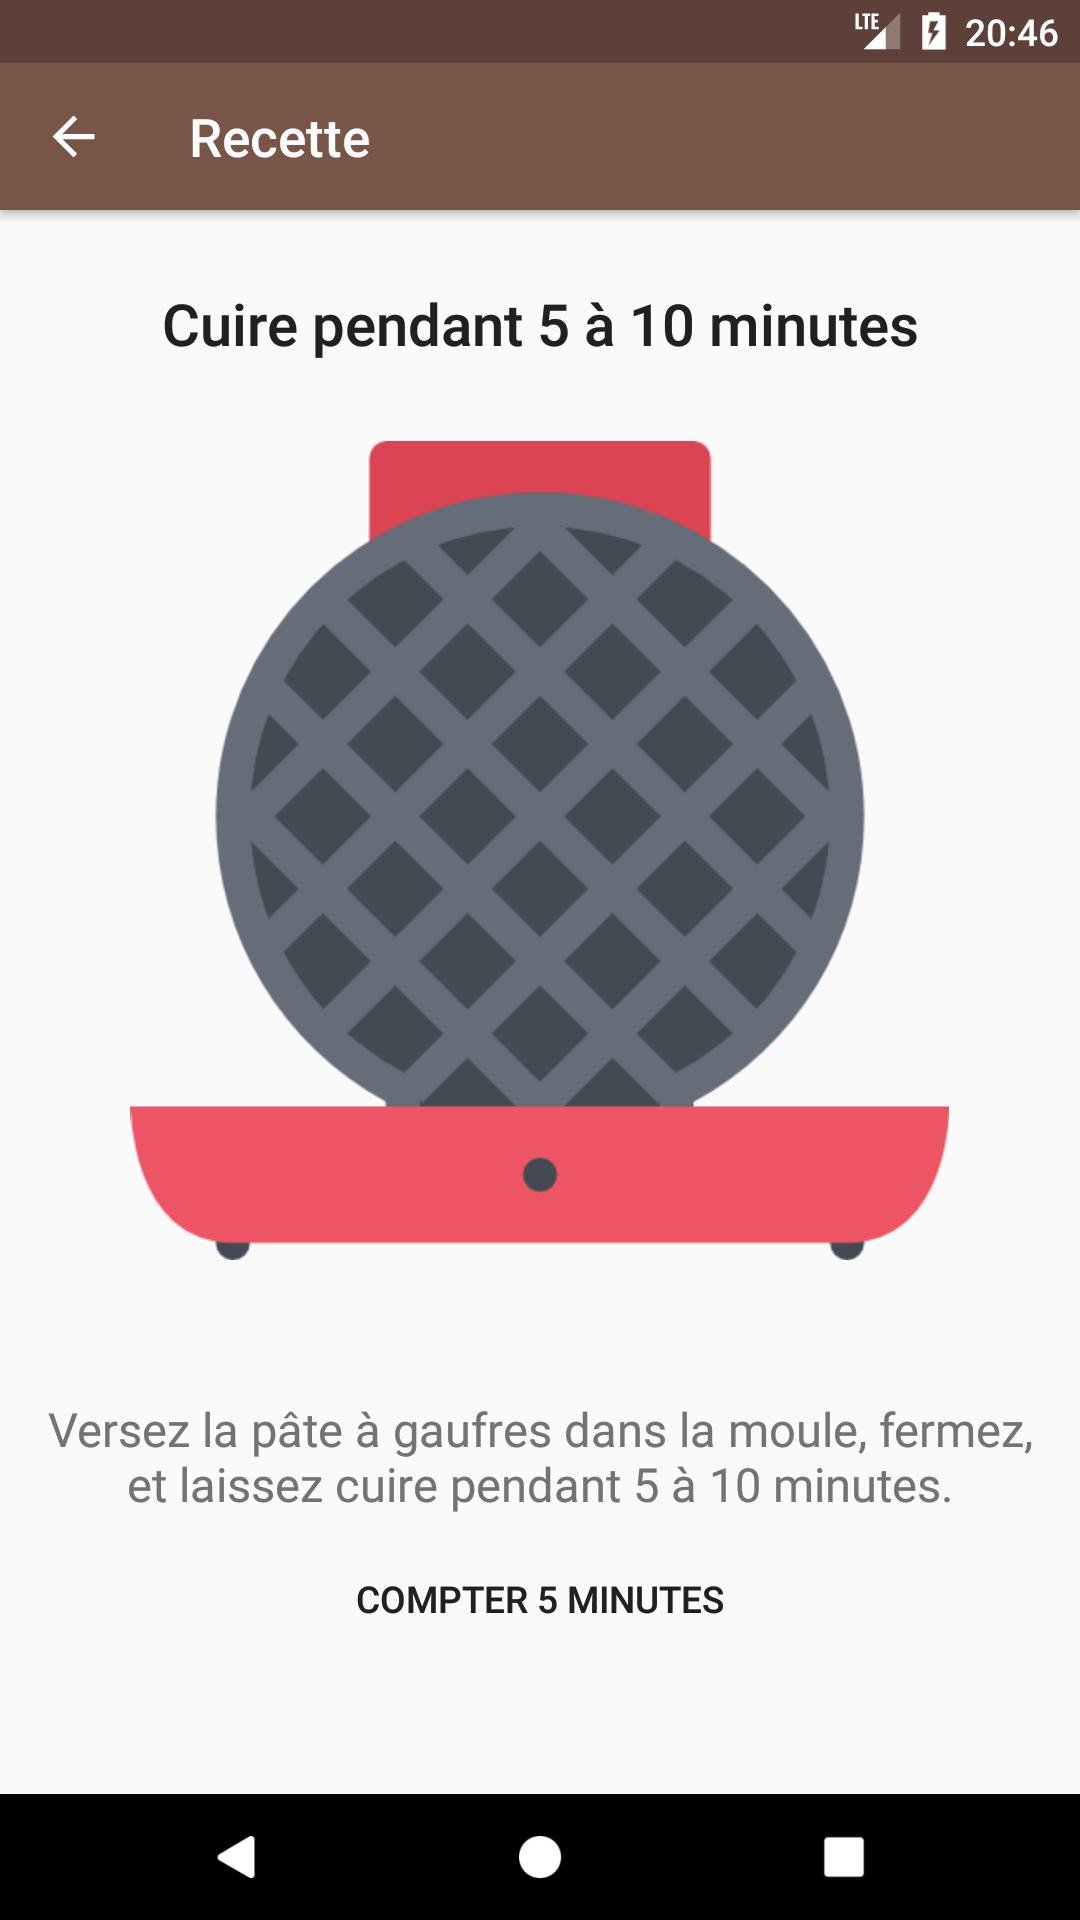 LTE 20:46
Recette
Cuire pendant 5 à 10 minutes
Versez la pâte à gaufres dans la moule, fermez,
et laissez cuire pendant 5 à 10 minutes.
COMPTER 5 MINUTES